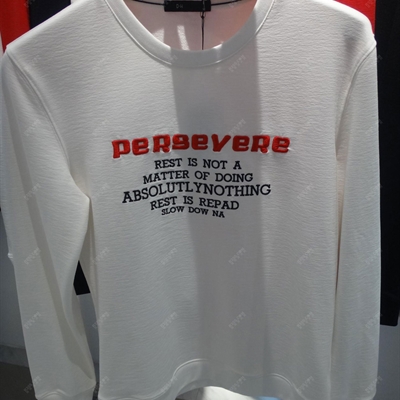 PERSEVERE
REST IS NOT A
MATTER OF DOING
ABSOLUTLYNOTHING
REST IS REPAD
SLOW DOW NA